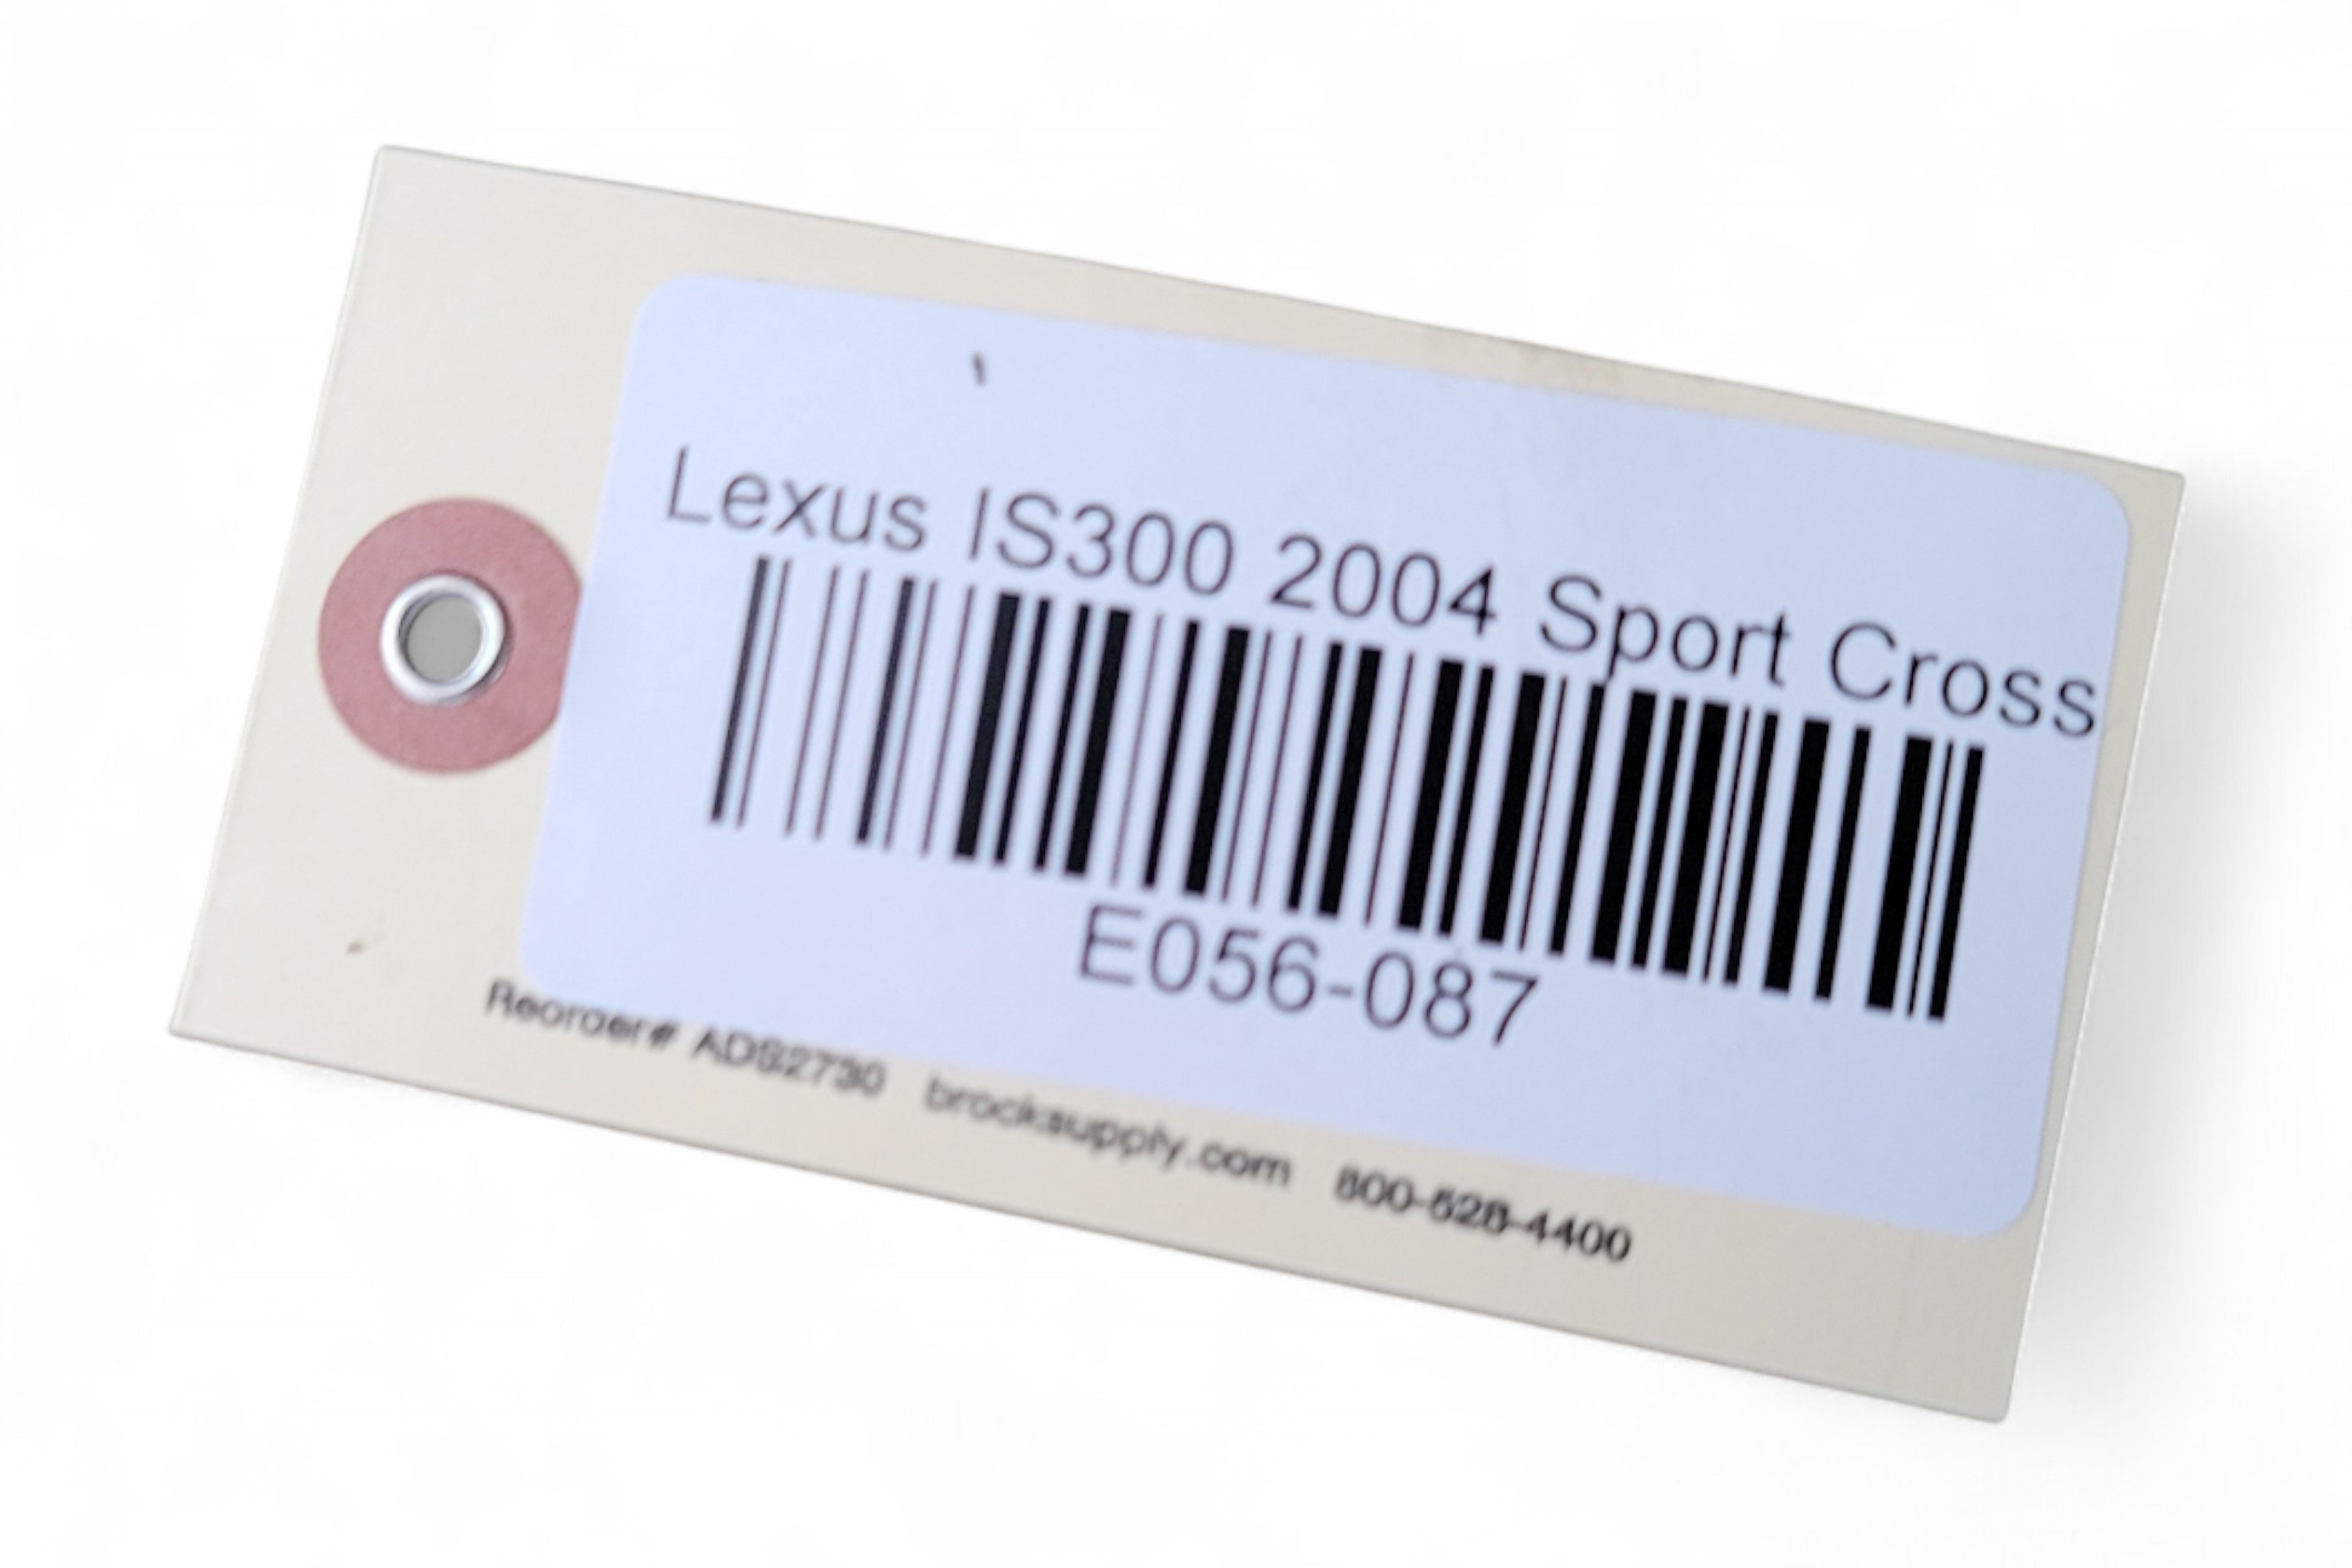 Lexus IS300 2004 Sport Cross
E056-087
Reorder# ADS2730 brocksupply.com 800-528-4400